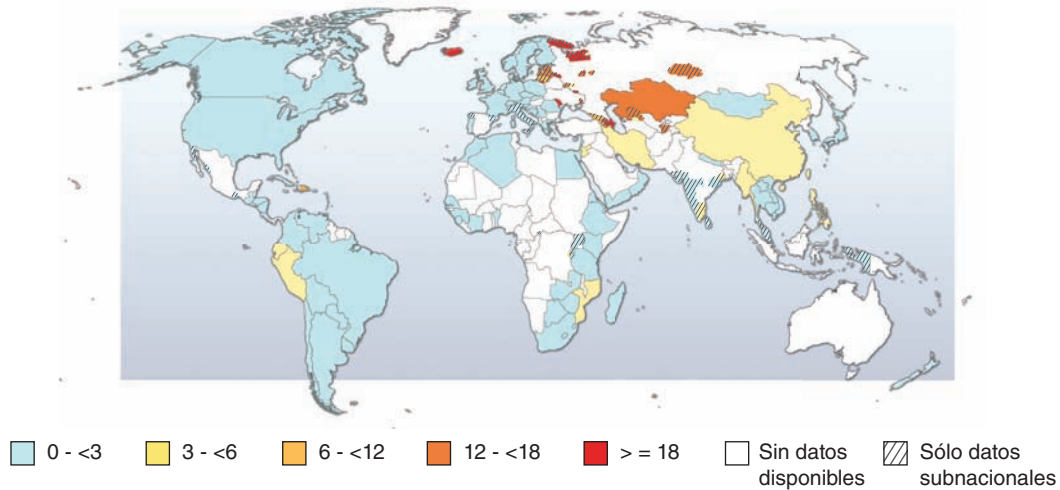 0 - <3
3 - <6
6 - <12
12 - <18
> = 18
Sin datos
disponibles
Sólo datos
subnacionales